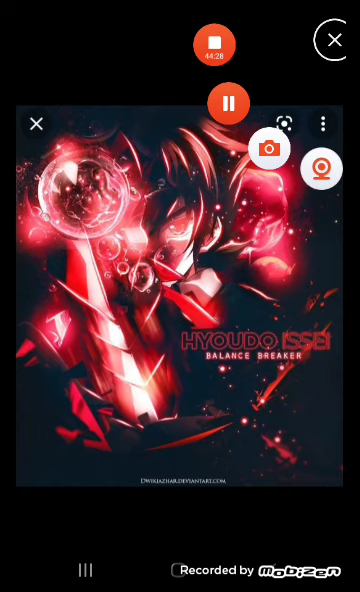 44:28
HYOUDO ISSEI
BALANCE BREAKER
DWIKIAZHAR.DEVIANTART.COM
Recorded by mobizen